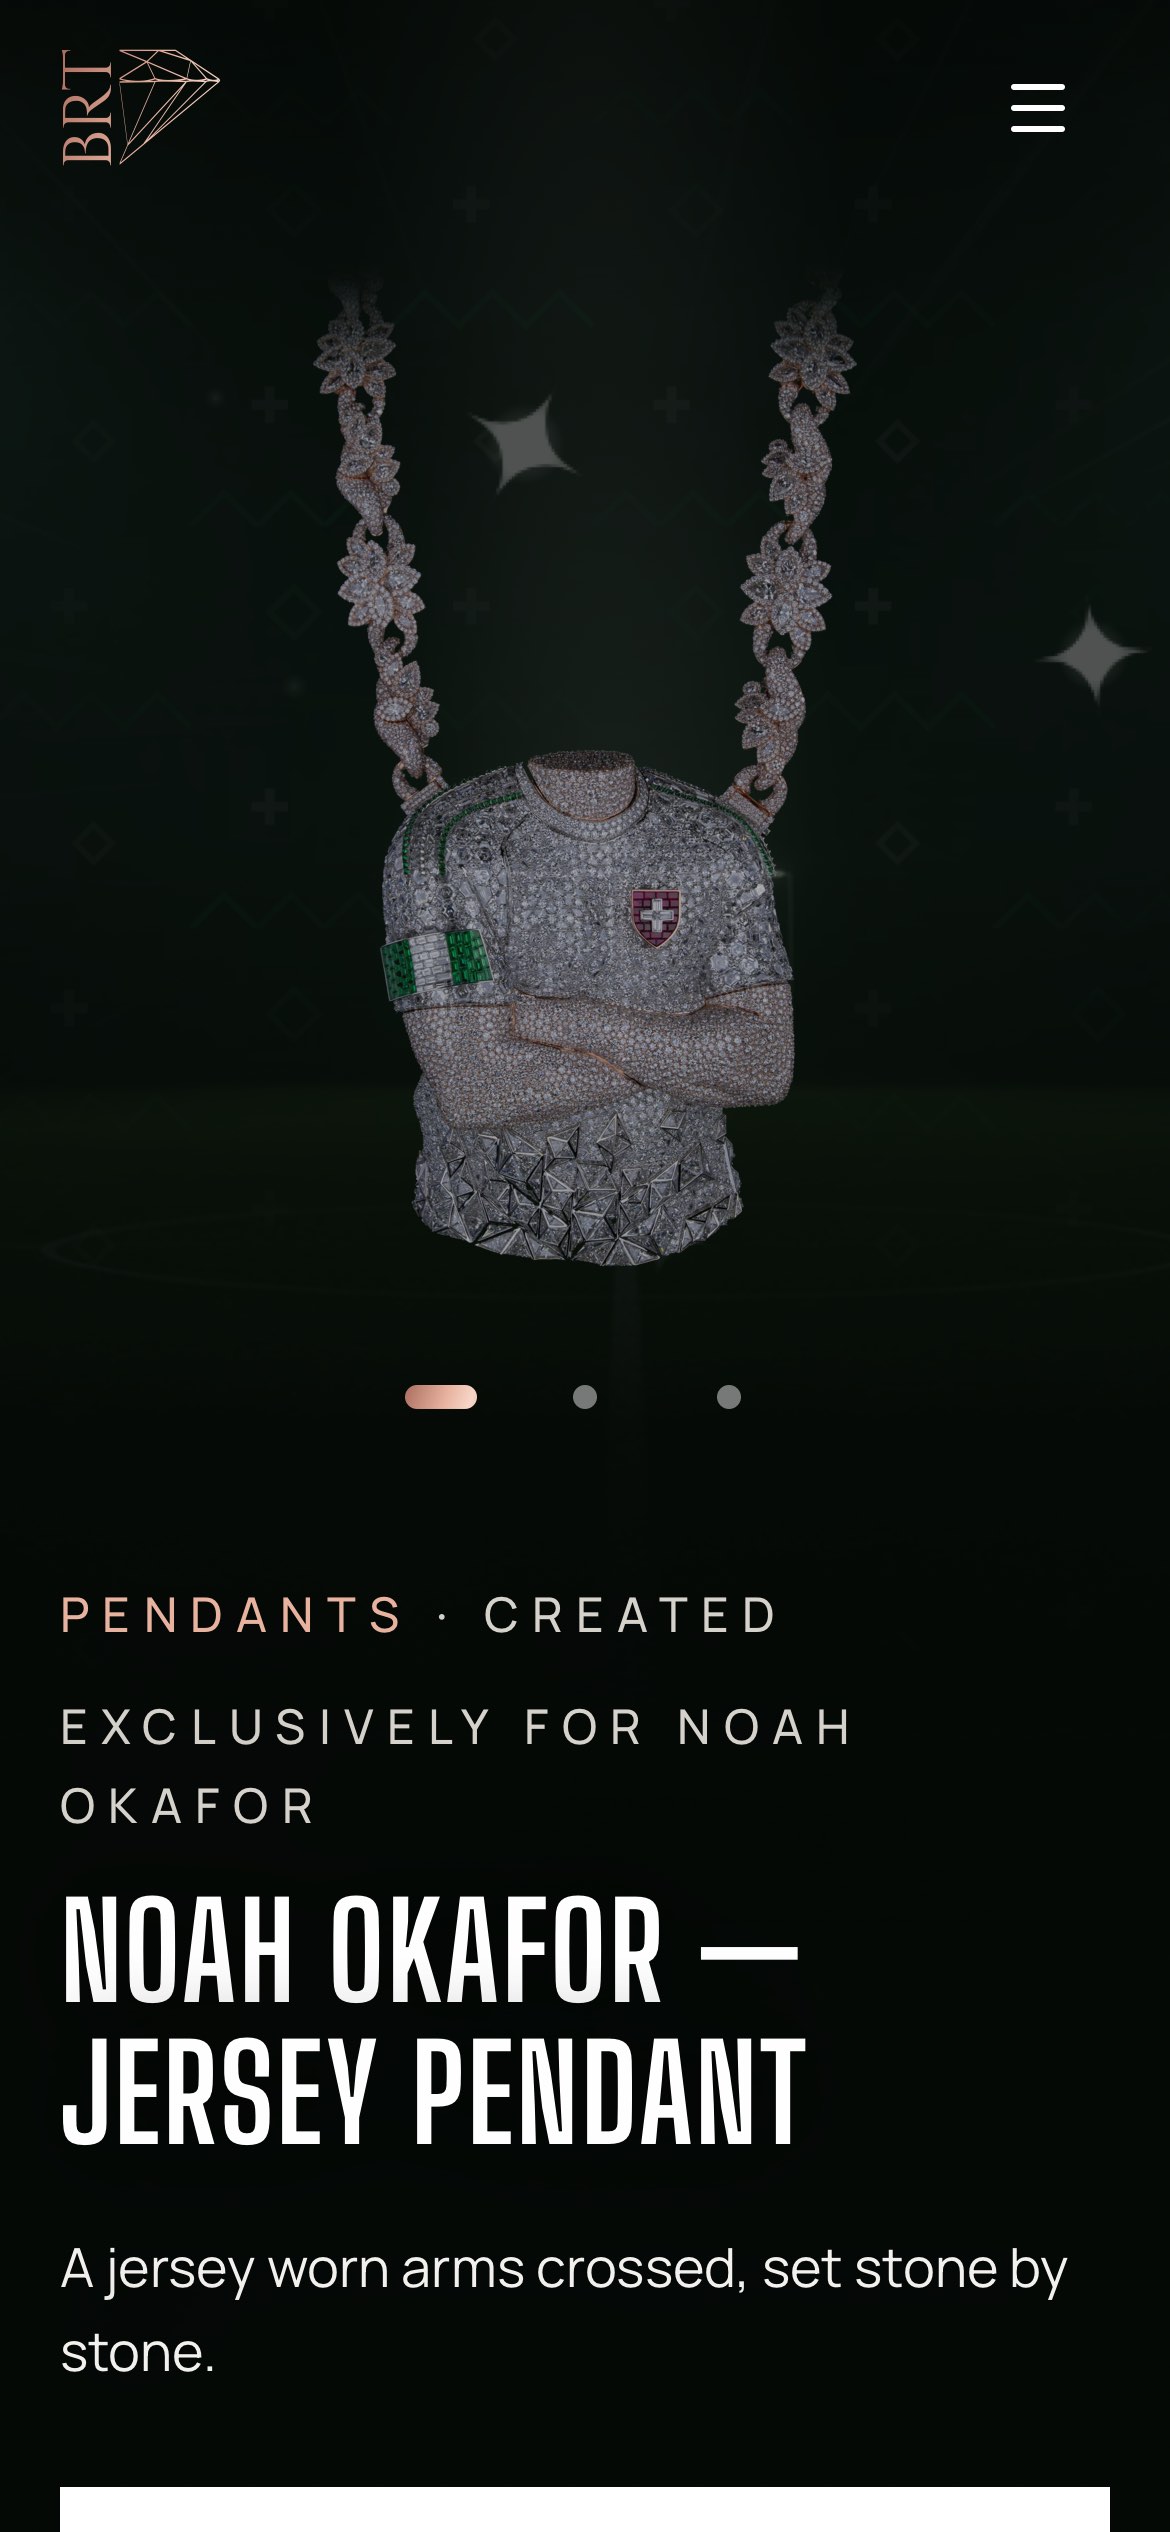 BRT
PENDANTS · CREATED
EXCLUSIVELY FOR NOAH
OKAFOR
NOAH OKAFOR —
JERSEY PENDANT
A jersey worn arms crossed, set stone by
stone.